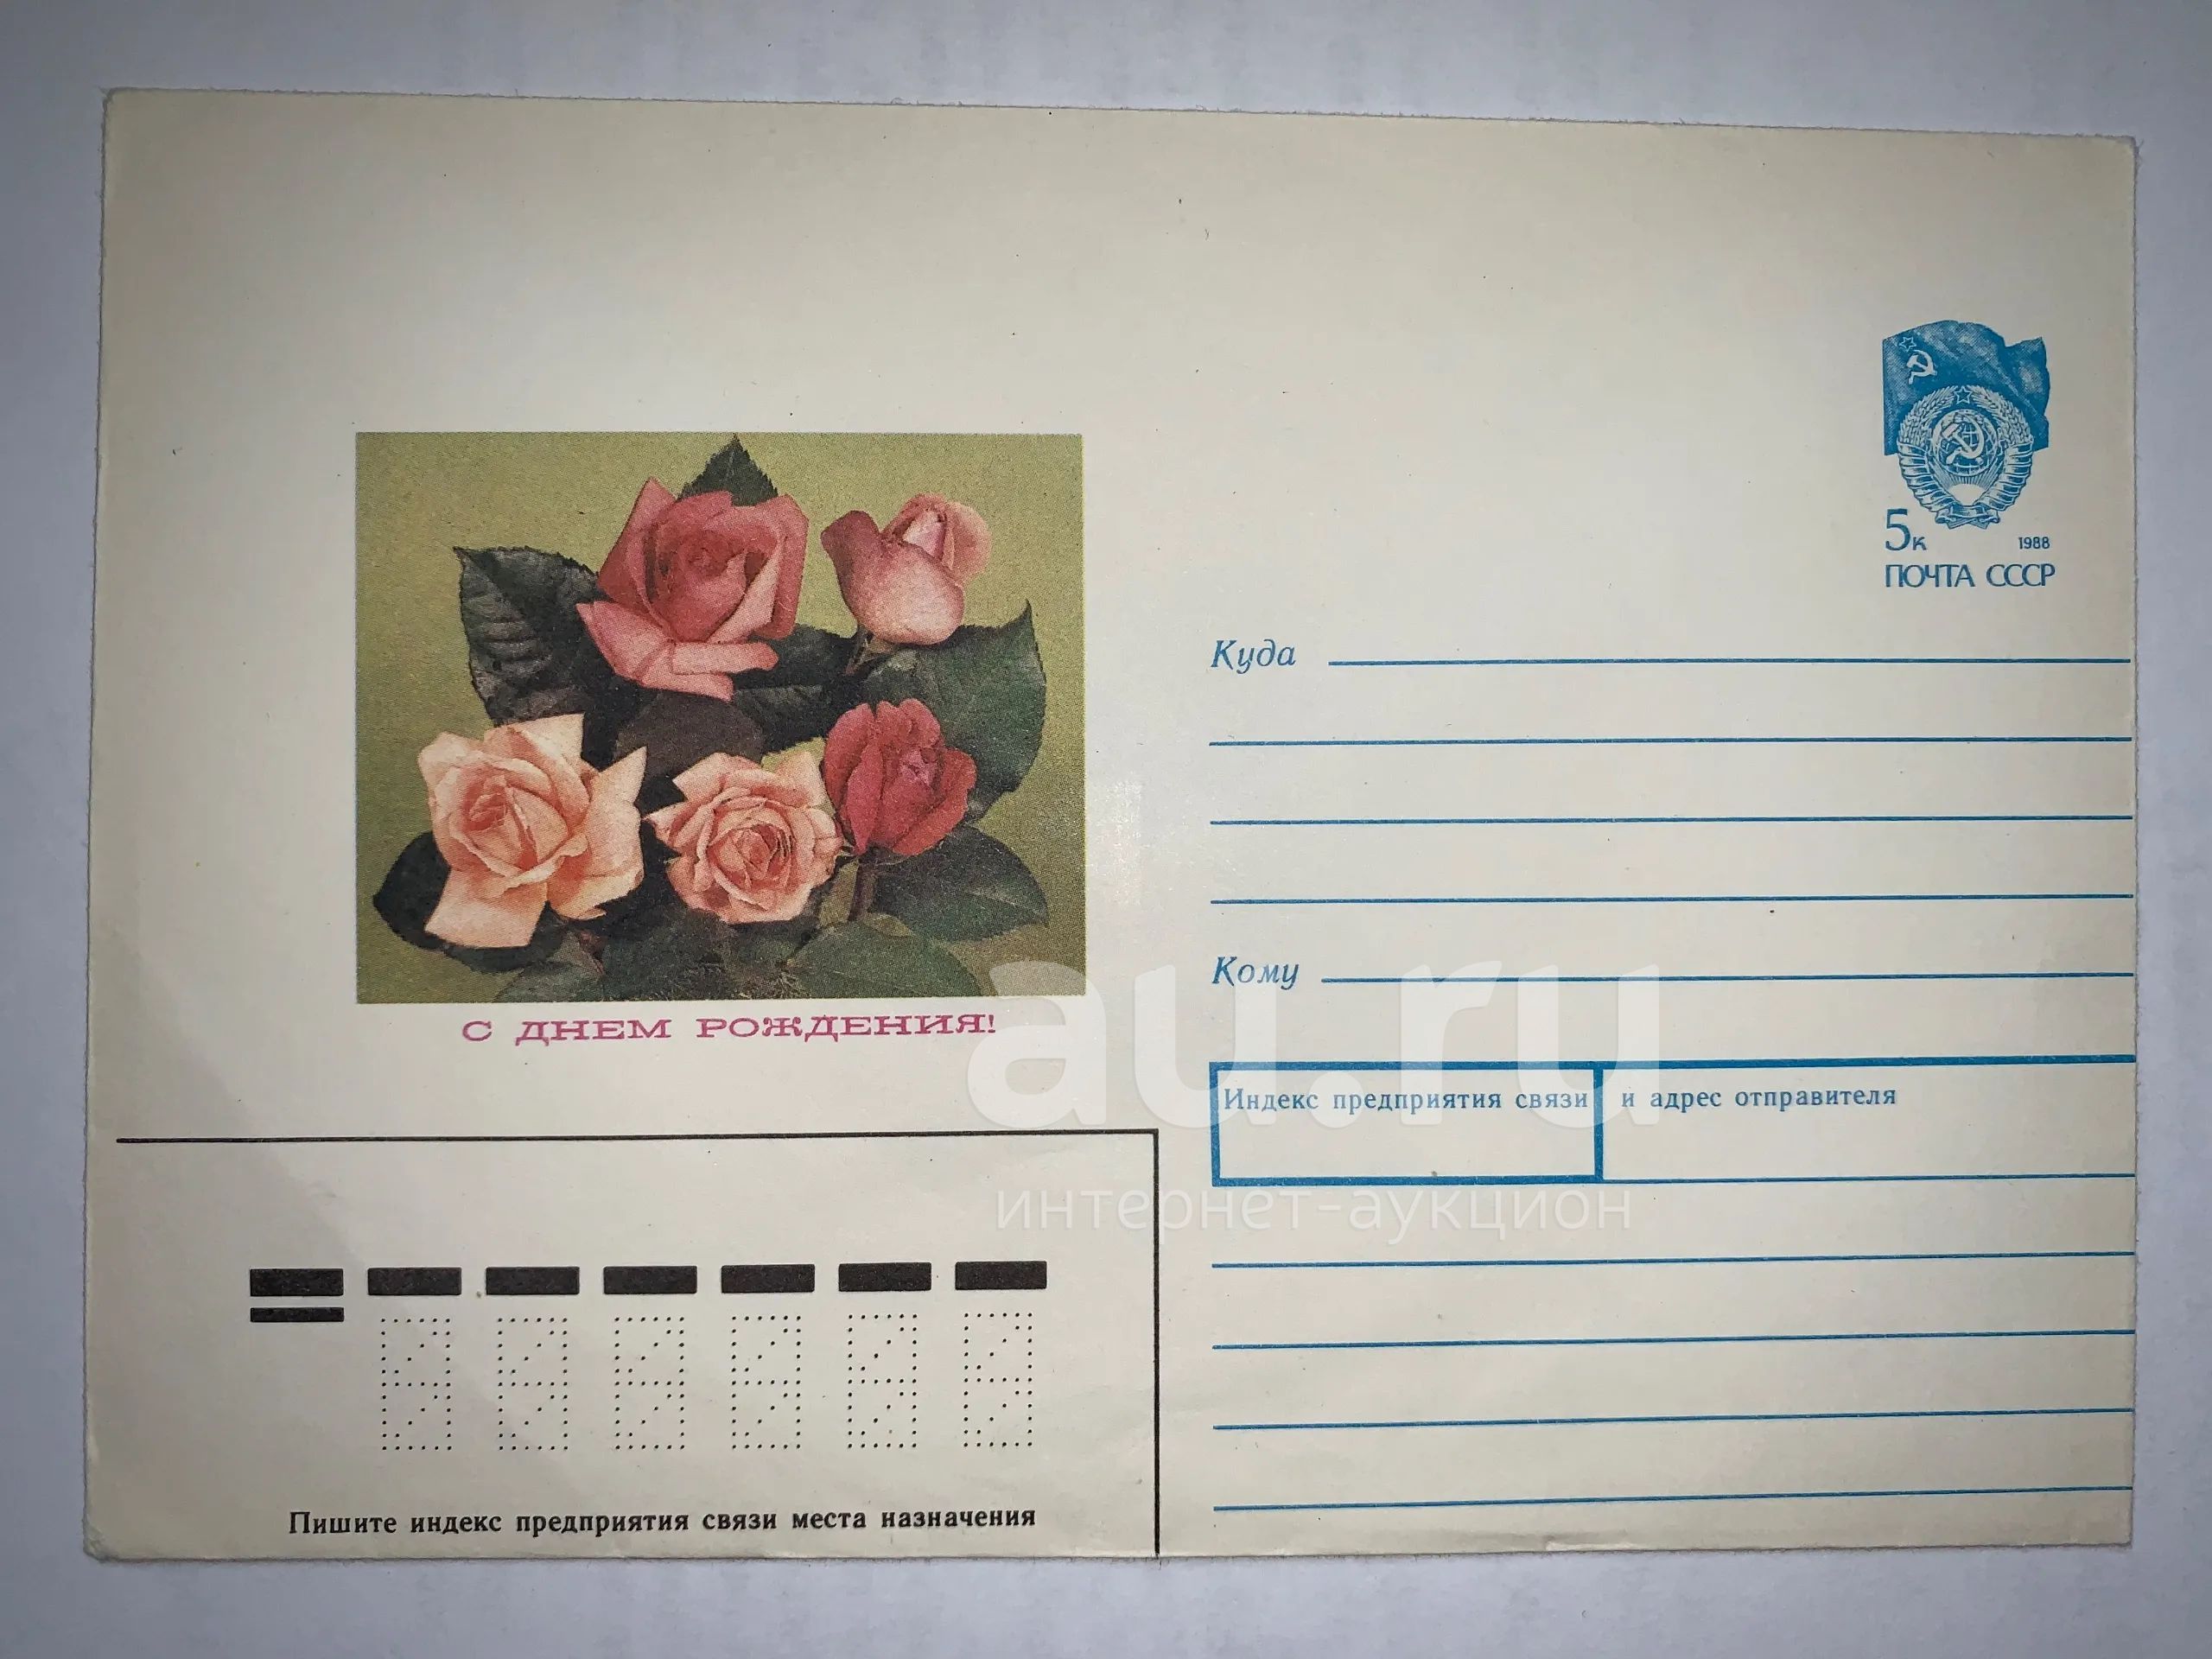 5к 1988
ПОЧТА СССР
Куда
Кому
С ДНЕМ РОЖДЕНИЯ!
Индекс предприятия связи и адрес отправителя
Пишите индекс предприятия связи места назначения
au.ru
интернет-аукцион